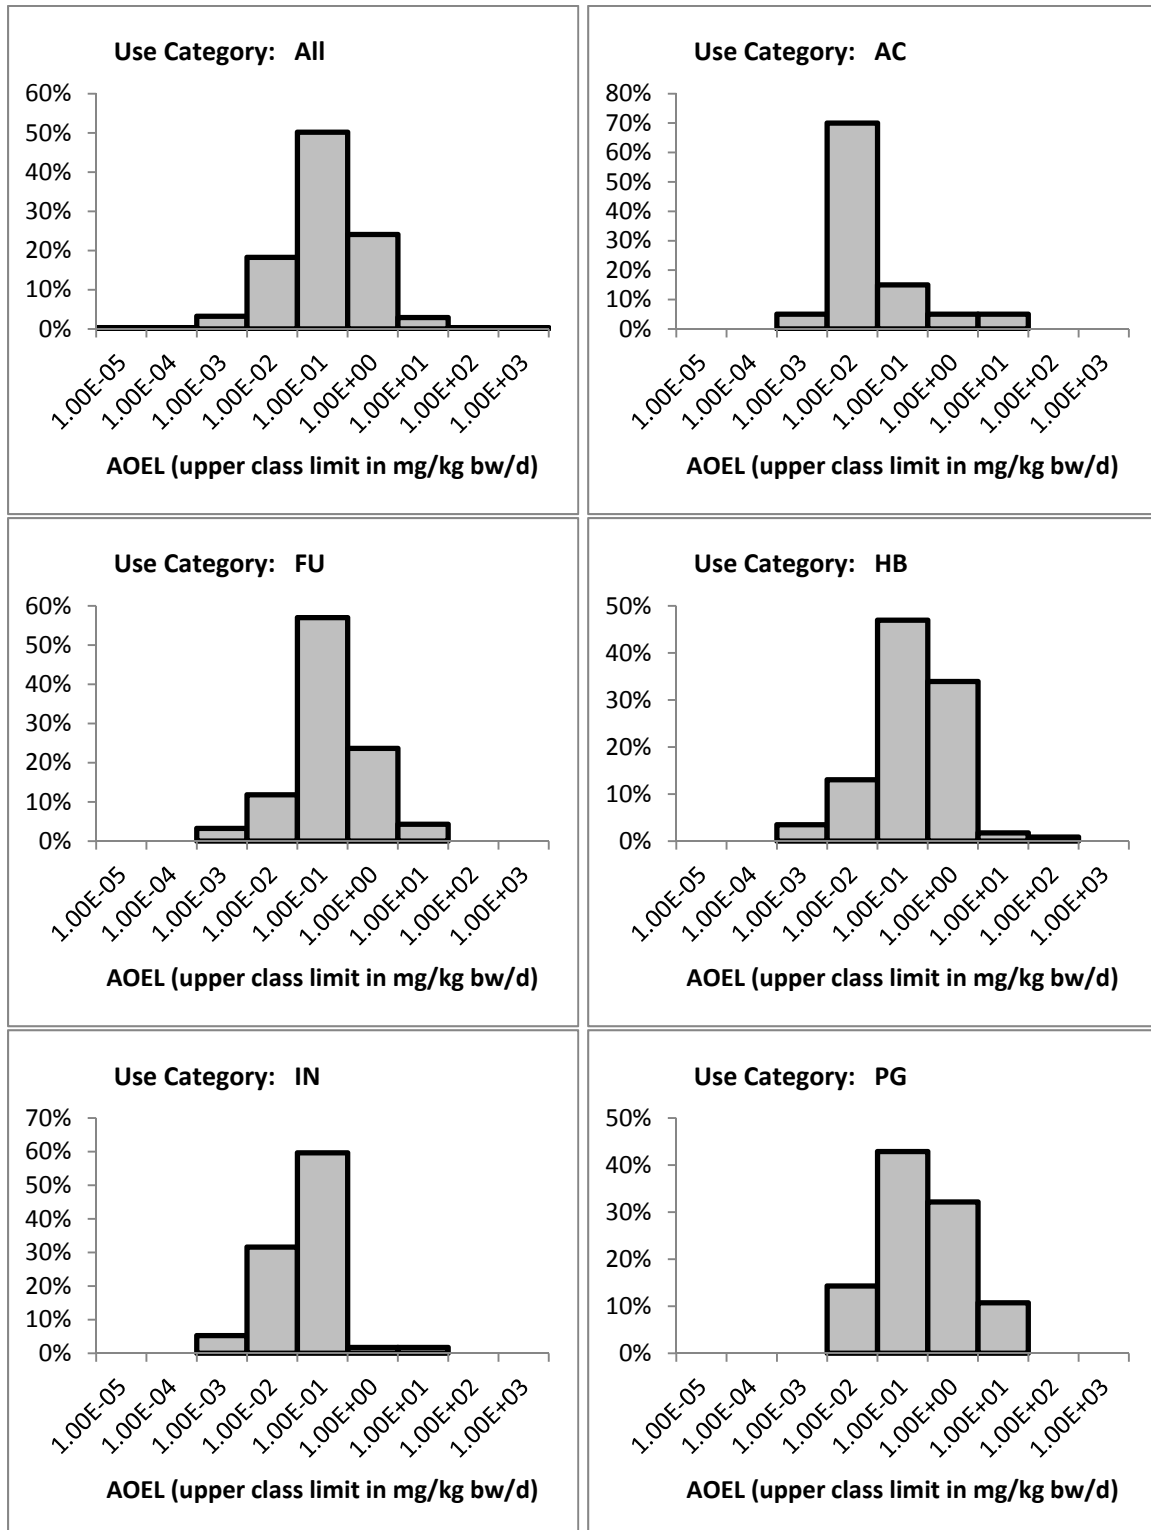 Use Category: All
60%
50%
40%
30%
20%
10%
0%
1.00E-05
1.00E-04
1.00E-03
1.00E-02
1.00E-01
1.00E+00
1.00E+01
1.00E+02
1.00E+03
AOEL (upper class limit in mg/kg bw/d)
Use Category: AC
80%
70%
60%
50%
40%
30%
20%
10%
0%
1.00E-05
1.00E-04
1.00E-03
1.00E-02
1.00E-01
1.00E+00
1.00E+01
1.00E+02
1.00E+03
AOEL (upper class limit in mg/kg bw/d)
Use Category: FU
60%
50%
40%
30%
20%
10%
0%
1.00E-05
1.00E-04
1.00E-03
1.00E-02
1.00E-01
1.00E+00
1.00E+01
1.00E+02
1.00E+03
AOEL (upper class limit in mg/kg bw/d)
Use Category: HB
50%
40%
30%
20%
10%
0%
1.00E-05
1.00E-04
1.00E-03
1.00E-02
1.00E-01
1.00E+00
1.00E+01
1.00E+02
1.00E+03
AOEL (upper class limit in mg/kg bw/d)
Use Category: IN
70%
60%
50%
40%
30%
20%
10%
0%
1.00E-05
1.00E-04
1.00E-03
1.00E-02
1.00E-01
1.00E+00
1.00E+01
1.00E+02
1.00E+03
AOEL (upper class limit in mg/kg bw/d)
Use Category: PG
50%
40%
30%
20%
10%
0%
1.00E-05
1.00E-04
1.00E-03
1.00E-02
1.00E-01
1.00E+00
1.00E+01
1.00E+02
1.00E+03
AOEL (upper class limit in mg/kg bw/d)